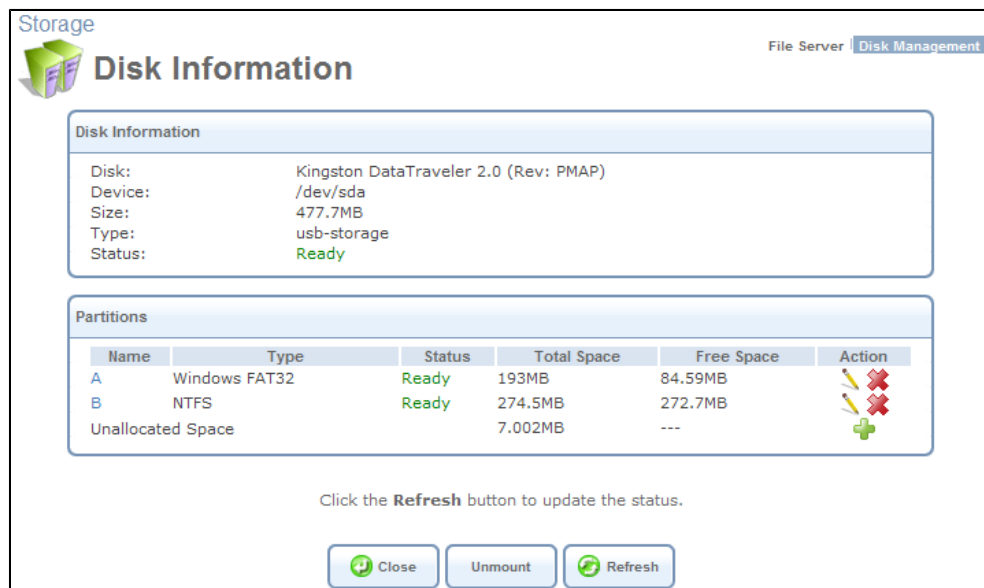 Storage
File Server | Disk Management
Disk Information
Disk Information
Disk: Kingston DataTraveler 2.0 (Rev: PMAP)
Device: /dev/sda
Size: 477.7MB
Type: usb-storage
Status: Ready
Partitions
Name Type Status Total Space Free Space Action
A Windows FAT32 Ready 193MB 84.59MB
B NTFS Ready 274.5MB 272.7MB
Unallocated Space 7.002MB ---
Click the Refresh button to update the status.
Close Unmount Refresh